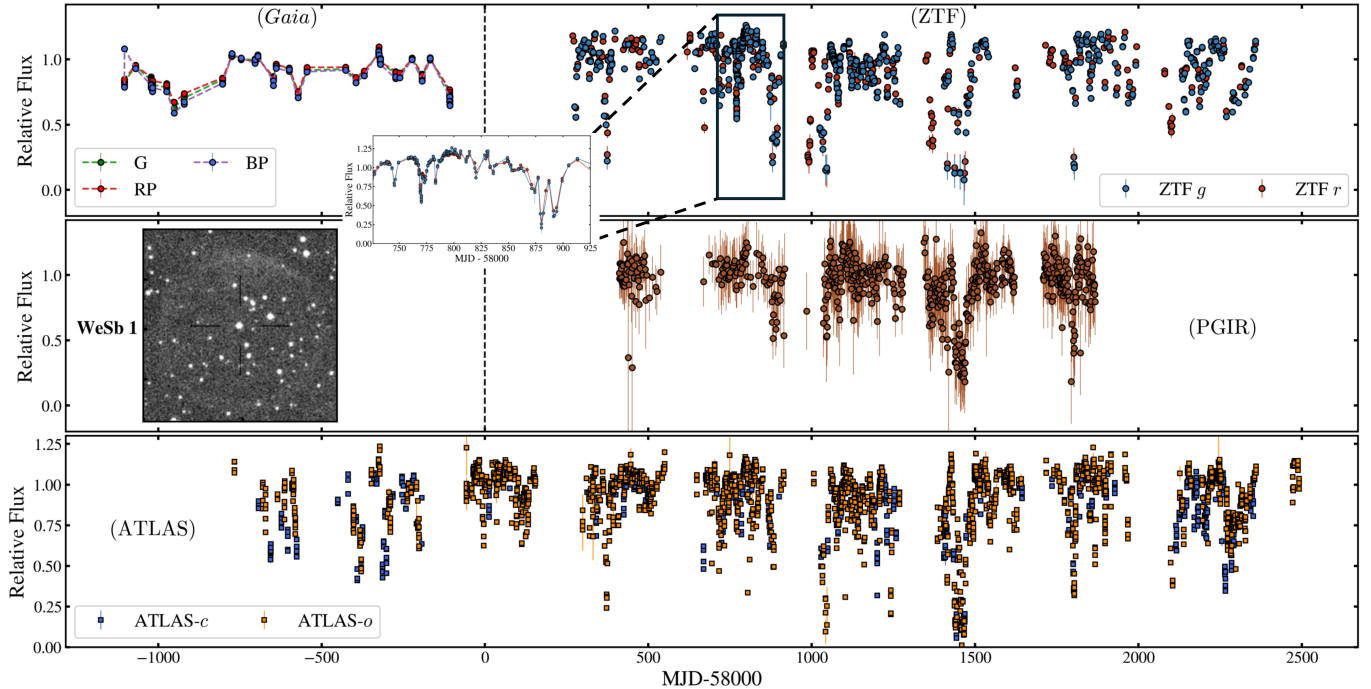 (Gaia)
(ZTF)
Relative Flux
1.0
0.5
0.0
G
BP
RP
ZTF g
ZTF r
Relative Flux
1.25
1.00
0.75
0.50
0.25
0.00
750
775
800
825
850
875
900
925
MJD - 58000
Relative Flux
1.0
0.5
0.0
WeSb 1
(PGIR)
Relative Flux
1.25
1.00
0.75
0.50
0.25
0.00
(ATLAS)
ATLAS-c
ATLAS-o
−1000
−500
0
500
1000
1500
2000
2500
MJD-58000